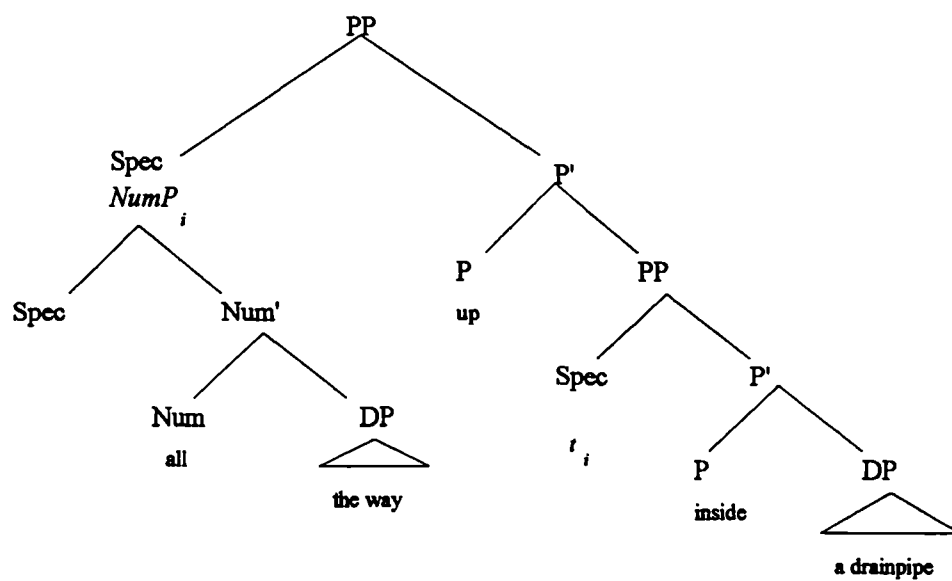 PP
Spec P'
NumP i
P PP
Spec Num' up
Spec P'
Num DP
all t i P DP
the way inside
a drainpipe